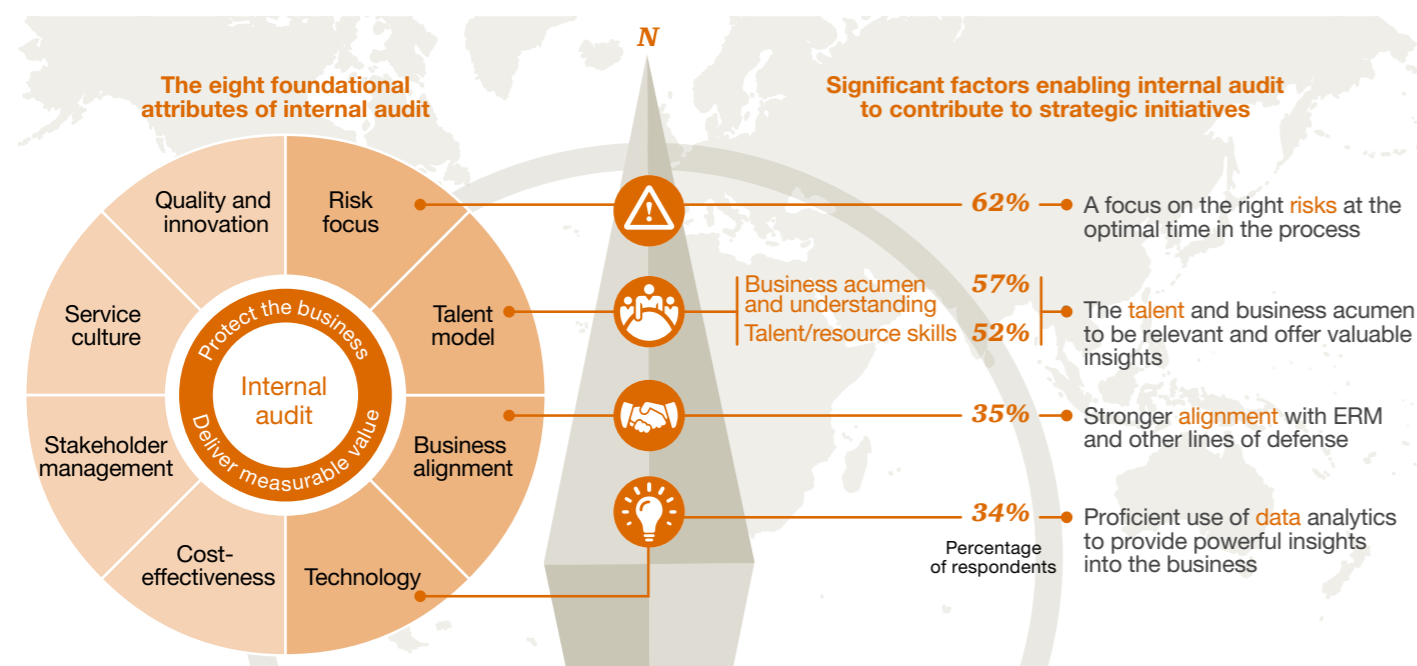 N
The eight foundational
attributes of internal audit
Quality and
innovation
Risk
focus
Service
culture
Talent
model
Stakeholder
management
Business
alignment
Cost-
effectiveness
Technology
Protect the business
Internal
audit
Deliver measurable value
Significant factors enabling internal audit
to contribute to strategic initiatives
62%
A focus on the right risks at the
optimal time in the process
Business acumen
and understanding
57%
Talent/resource skills
52%
The talent and business acumen
to be relevant and offer valuable
insights
35%
Stronger alignment with ERM
and other lines of defense
34%
Percentage
of respondents
Proficient use of data analytics
to provide powerful insights
into the business